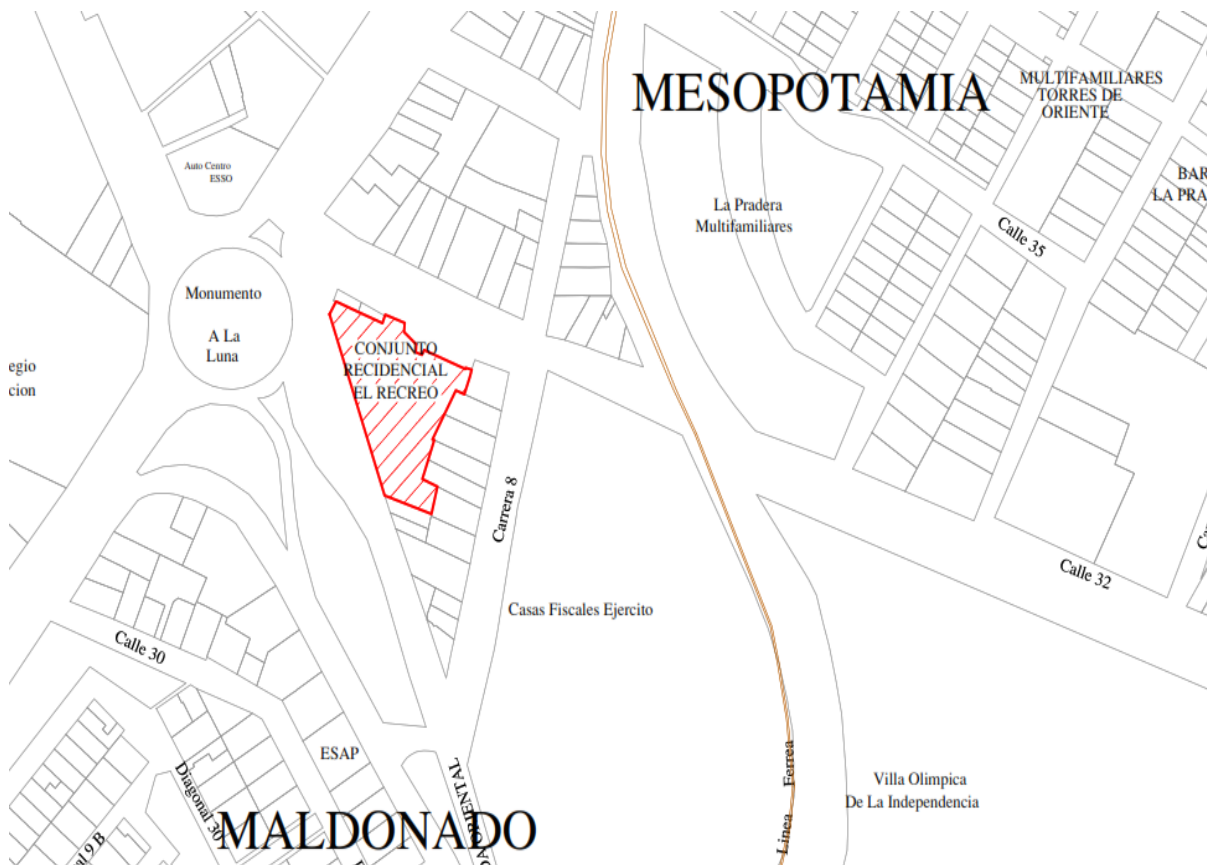 MESOPOTAMIA
MULTIFAMILIARES
TORRES DE
ORIENTE
Auto Centro
ESSO
BAR
LA PRA
La Pradera
Multifamiliares
Calle 35
Monumento
A La
Luna
CONJUNTO
RECIDENCIAL
EL RECREO
egio
cion
Carrera 8
Calle 32
Casas Fiscales Ejercito
Calle 30
ESAP
Diagonal 30
Linea Ferrea
Villa Olimpica
De La Independencia
MALDONADO
ORIENTAL
al 9 B